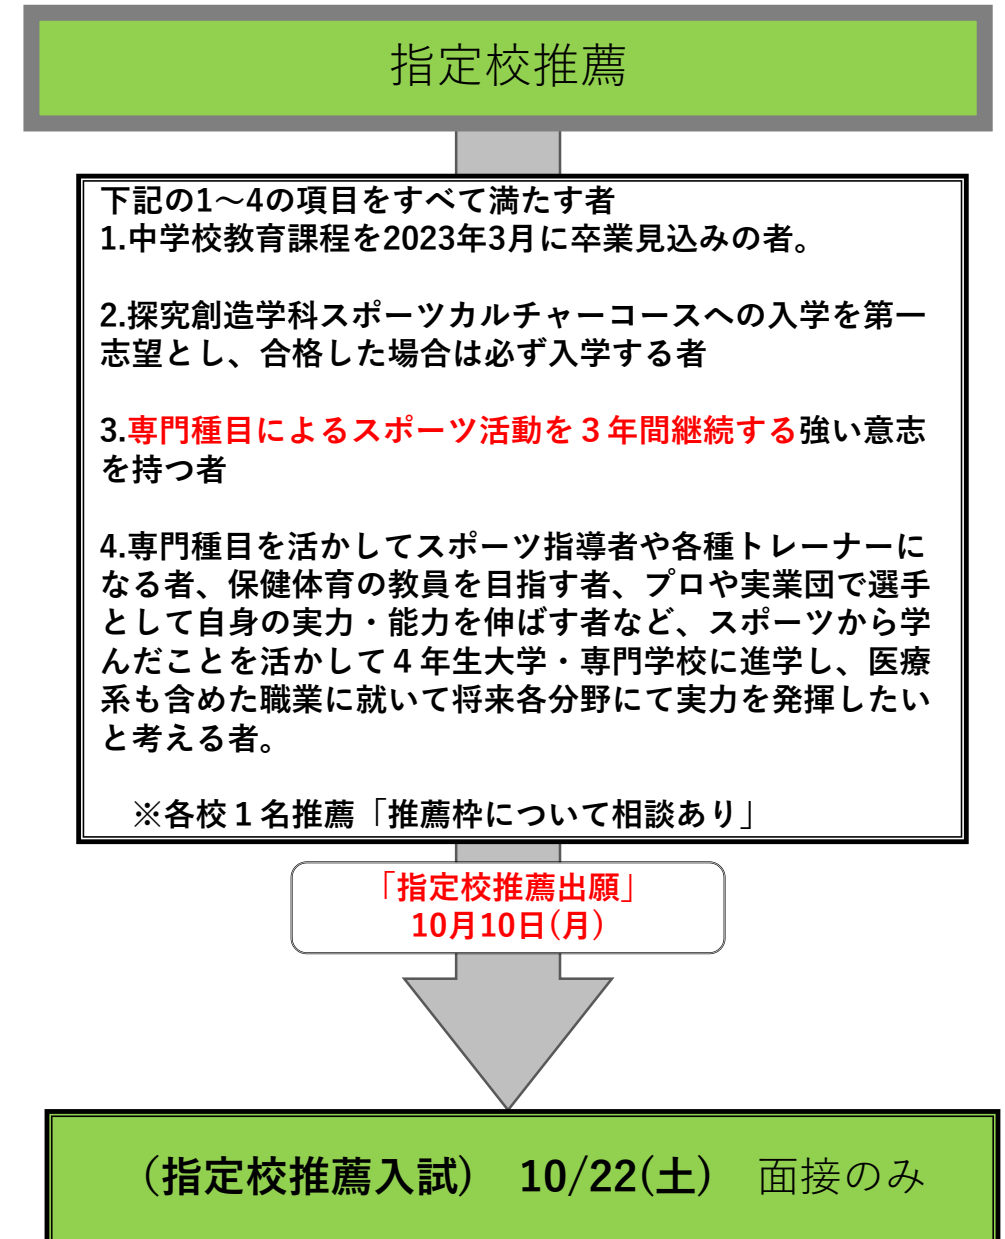 指定校推薦
下記の1～4の項目をすべて満たす者
1.中学校教育課程を2023年3月に卒業見込みの者。
2.探究創造学科スポーツカルチャーコースへの入学を第一
志望とし、合格した場合は必ず入学する者
3.専門種目によるスポーツ活動を３年間継続する強い意志
を持つ者
4.専門種目を活かしてスポーツ指導者や各種トレーナーに
なる者、保健体育の教員を目指す者、プロや実業団で選手
として自身の実力・能力を伸ばす者など、スポーツから学
んだことを活かして４年生大学・専門学校に進学し、医療
系も含めた職業に就いて将来各分野にて実力を発揮したい
と考える者。
※各校１名推薦「推薦枠について相談あり」
「指定校推薦出願」
10月10日(月)
（指定校推薦入試） 10/22(土) 面接のみ